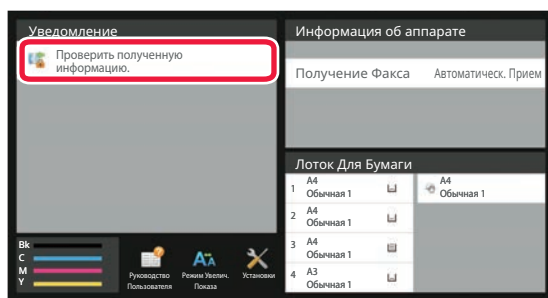 Уведомление
Проверить полученную
информацию.
Информация об аппарате
Получение Факса Автоматическ. Прием
Лоток Для Бумаги
1 A4
Обычная 1
2 A4
Обычная 1
3 A4
Обычная 1
4 A3
Обычная 1
A4
Обычная 1
Bk
C
M
Y
Руководство
Пользователя
Режим Увелич.
Показа
Установки